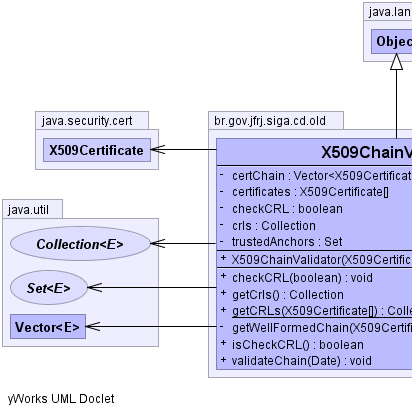 java.lan
Objec
java.security.cert
X509Certificate
br.gov.jfrj.siga.cd.old
X509ChainV
- certChain : Vector<X509Certificat
- certificates : X509Certificate[]
- checkCRL : boolean
- crls : Collection
- trustedAnchors : Set
+ X509ChainValidator(X509Certific
+ checkCRL(boolean) : void
+ getCrls() : Collection
+ getCRLs(X509Certificate[]) : Colle
- getWellFormedChain(X509Certifi
+ isCheckCRL() : boolean
+ validateChain(Date) : void
java.util
Collection<E>
Set<E>
Vector<E>
yWorks UML Doclet